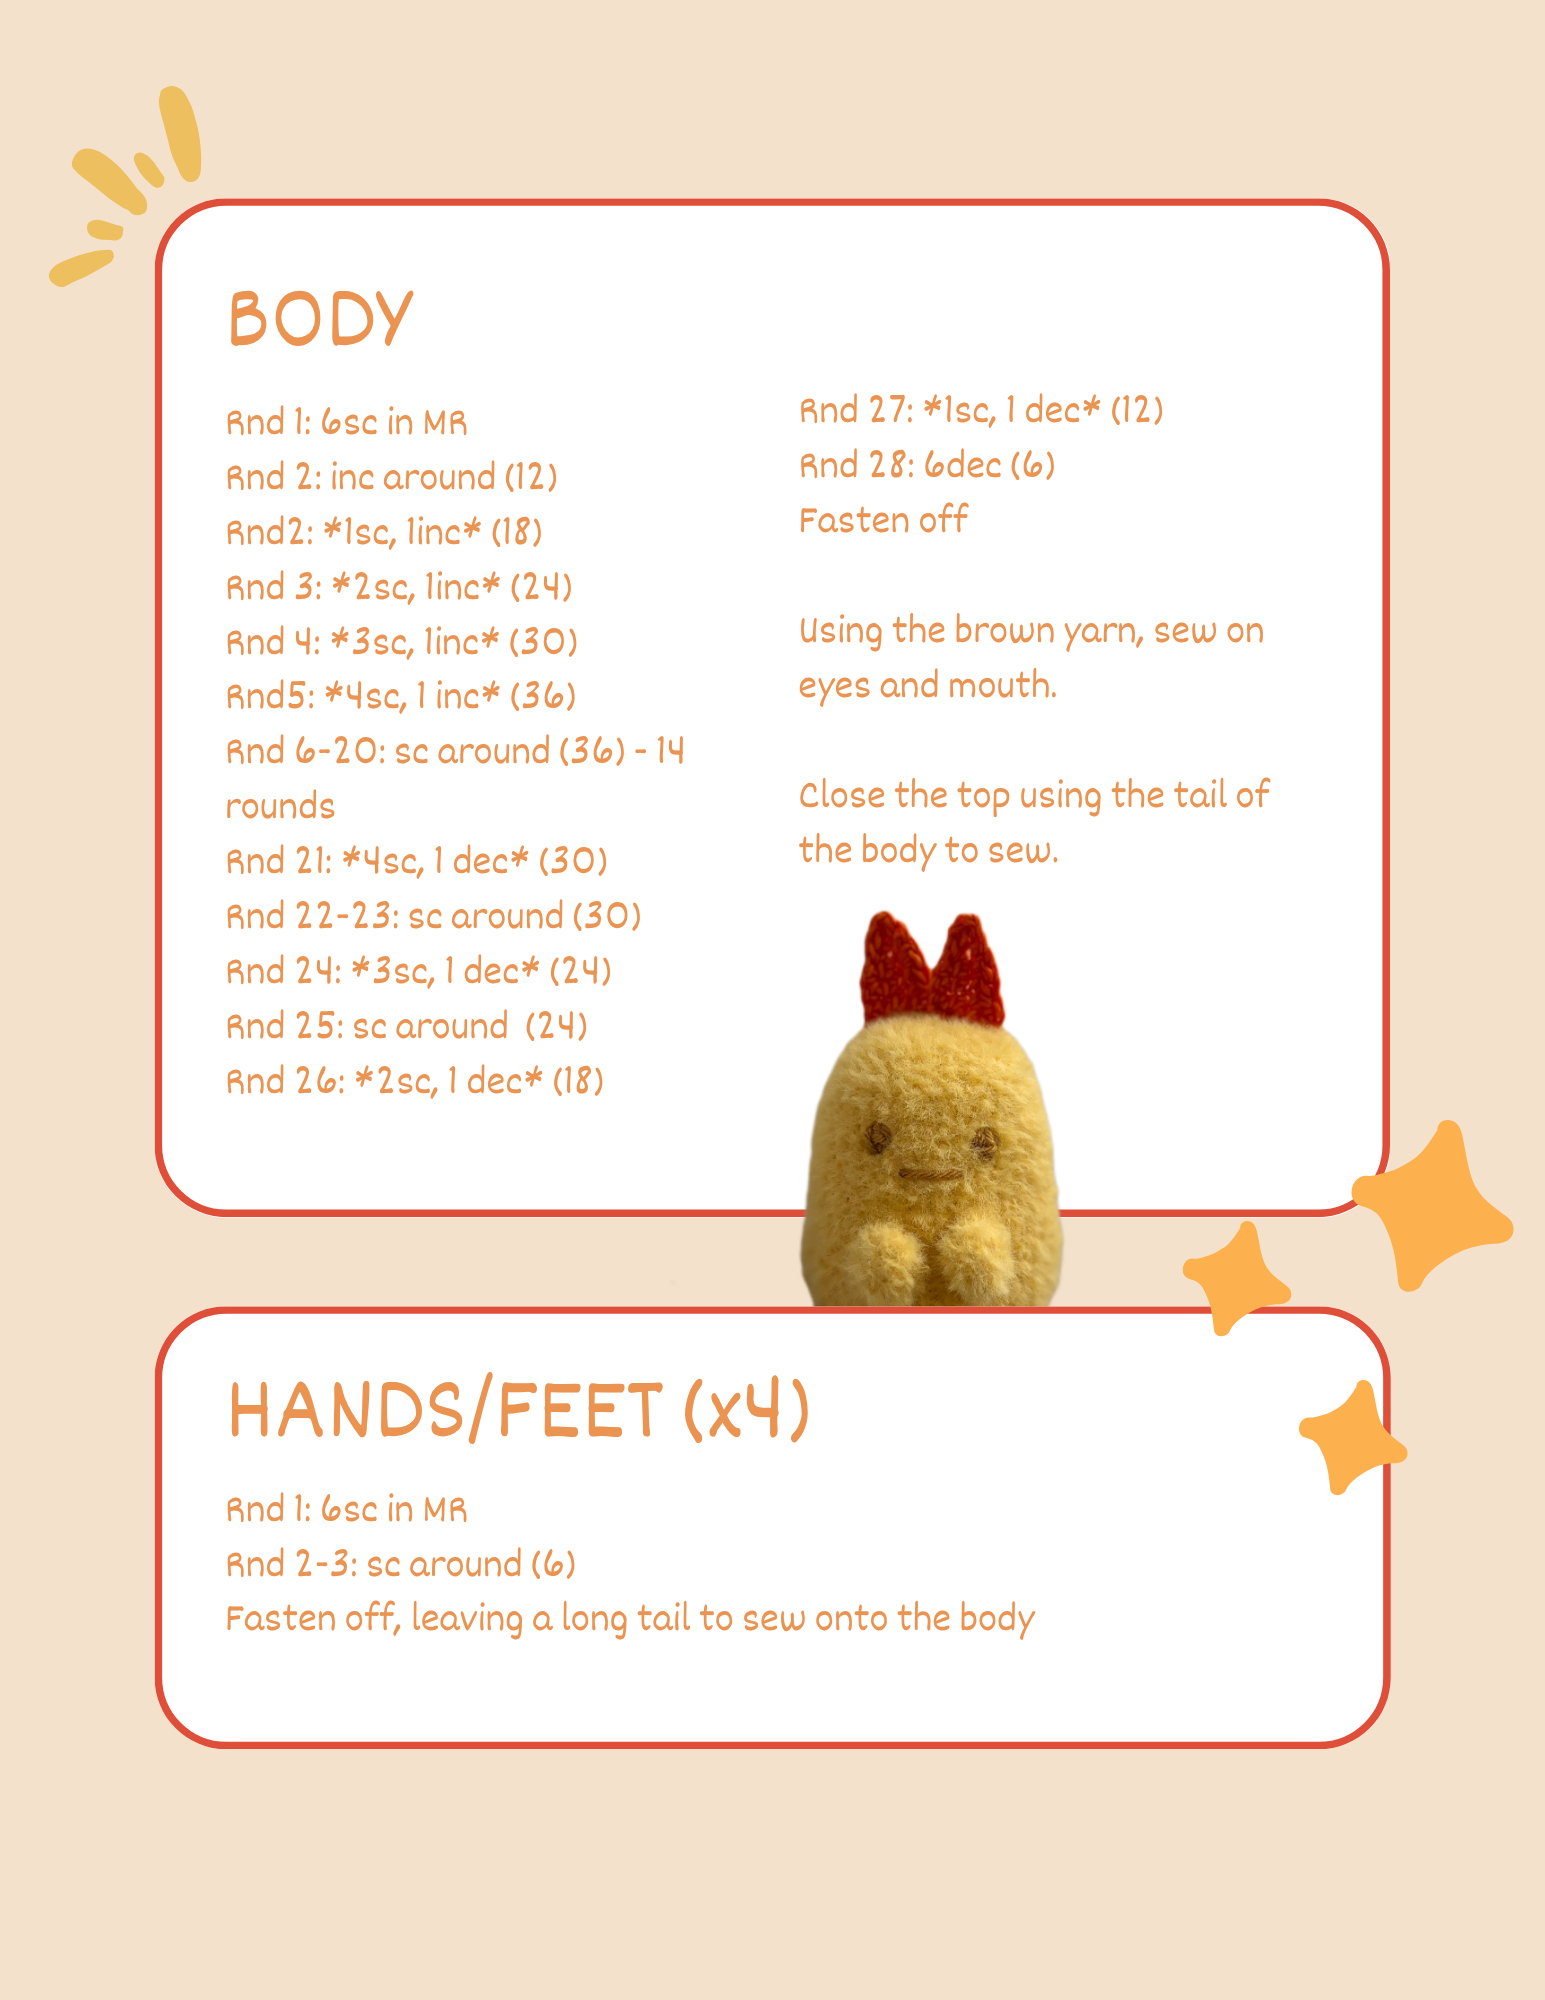 BODY
Rnd 1: 6sc in MR
Rnd 2: inc around (12)
Rnd2: *1sc, 1inc* (18)
Rnd 3: *2sc, 1inc* (24)
Rnd 4: *3sc, 1inc* (30)
Rnd5: *4sc, 1 inc* (36)
Rnd 6-20: sc around (36) - 14
rounds
Rnd 21: *4sc, 1 dec* (30)
Rnd 22-23: sc around (30)
Rnd 24: *3sc, 1 dec* (24)
Rnd 25: sc around (24)
Rnd 26: *2sc, 1 dec* (18)
Rnd 27: *1sc, 1 dec* (12)
Rnd 28: 6dec (6)
Fasten off
Using the brown yarn, sew on
eyes and mouth.
Close the top using the tail of
the body to sew.
HANDS/FEET (x4)
Rnd 1: 6sc in MR
Rnd 2-3: sc around (6)
Fasten off, leaving a long tail to sew onto the body